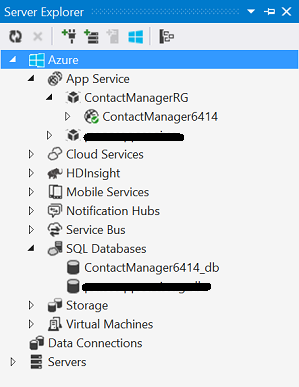 Server Explorer
Azure
App Service
ContactManagerRG
ContactManager6414
Cloud Services
HDInsight
Mobile Services
Notification Hubs
Service Bus
SQL Databases
ContactManager6414_db
Storage
Virtual Machines
Data Connections
Servers